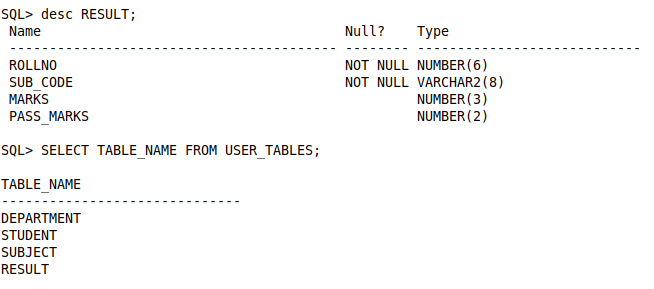 SQL> desc RESULT;
Name Null? Type
----------------------------------------- -------- ----------------------------
ROLLNO NOT NULL NUMBER(6)
SUB_CODE NOT NULL VARCHAR2(8)
MARKS NUMBER(3)
PASS_MARKS NUMBER(2)
SQL> SELECT TABLE_NAME FROM USER_TABLES;
TABLE_NAME
------------------------------
DEPARTMENT
STUDENT
SUBJECT
RESULT